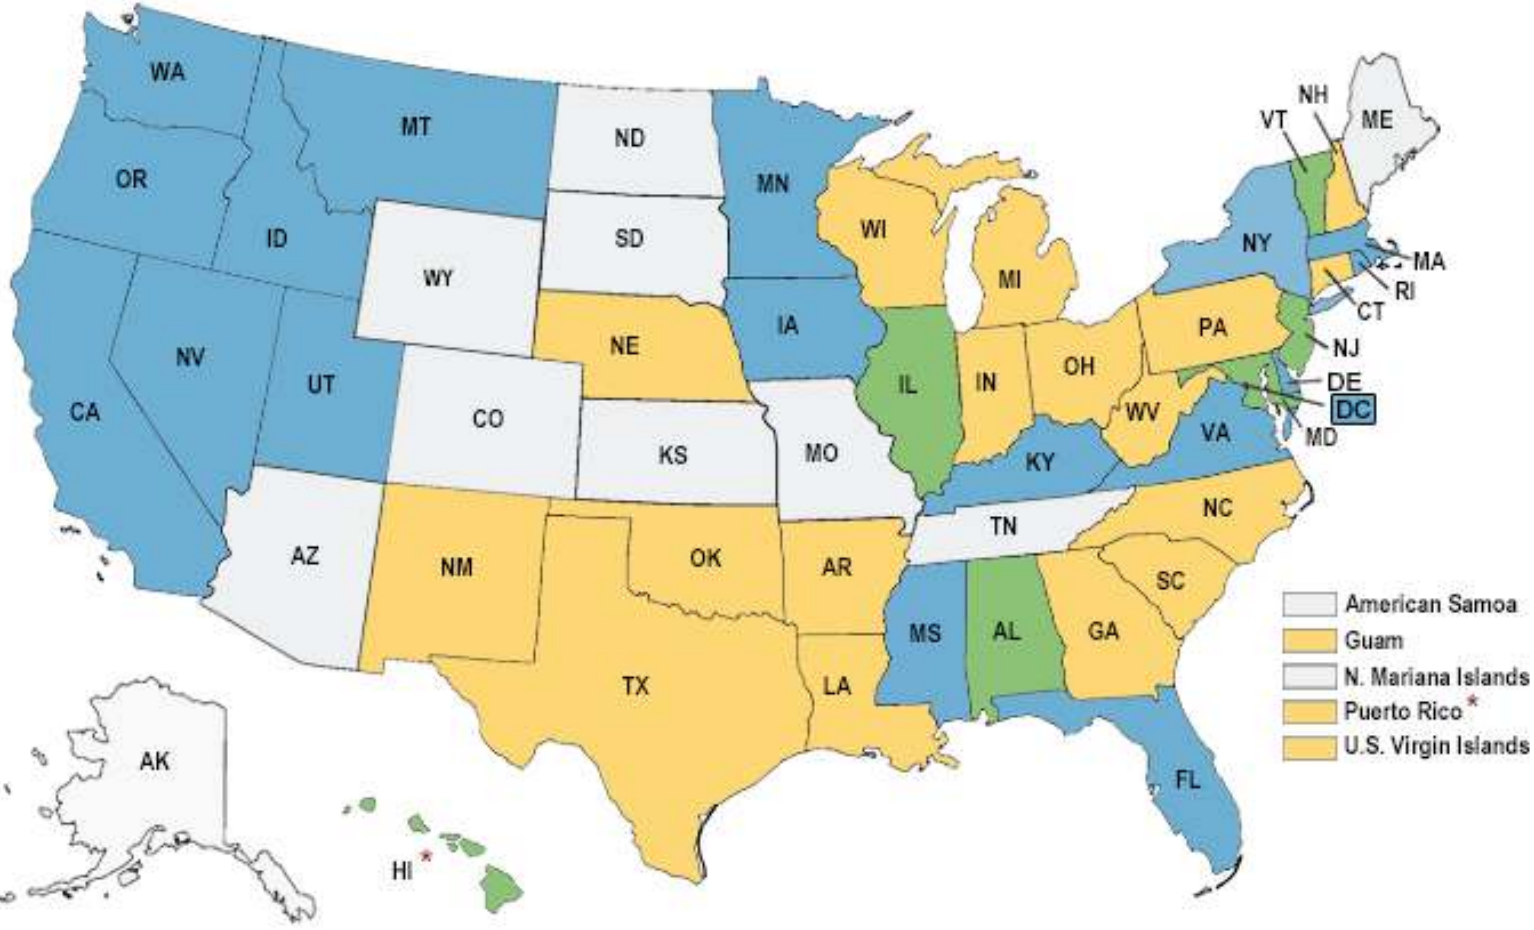 WA
MT
ND
MN
OR
ID
SD
WI
MI
NH
VT
ME
NY
MA
RI
CT
WY
NE
IA
PA
NJ
NV
UT
CO
IL
IN
OH
DE
DC
MD
CA
KS
MO
KY
WV
VA
TN
NC
AZ
NM
OK
AR
SC
MS
AL
GA
TX
LA
FL
AK
HI *
American Samoa
Guam
N. Mariana Islands
Puerto Rico *
U.S. Virgin Islands